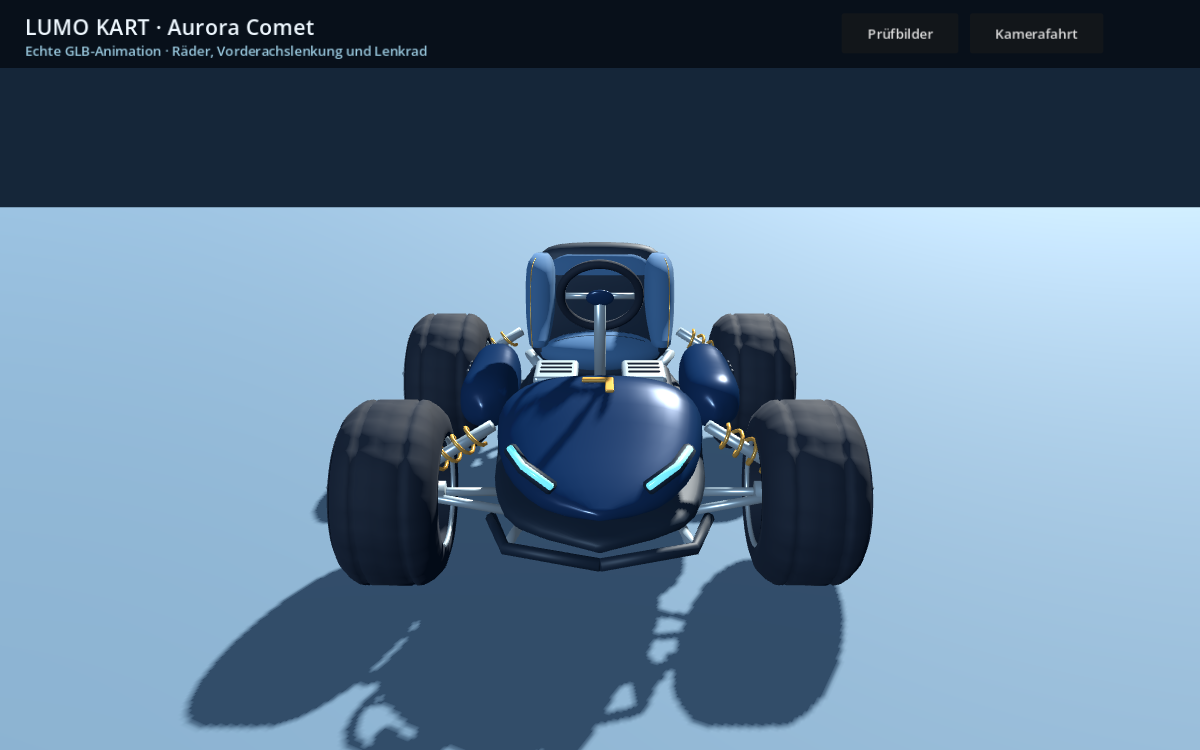 LUMO KART · Aurora Comet
Echte GLB-Animation · Räder, Vorderachslenkung und Lenkrad
Prüfbilder
Kamerafahrt